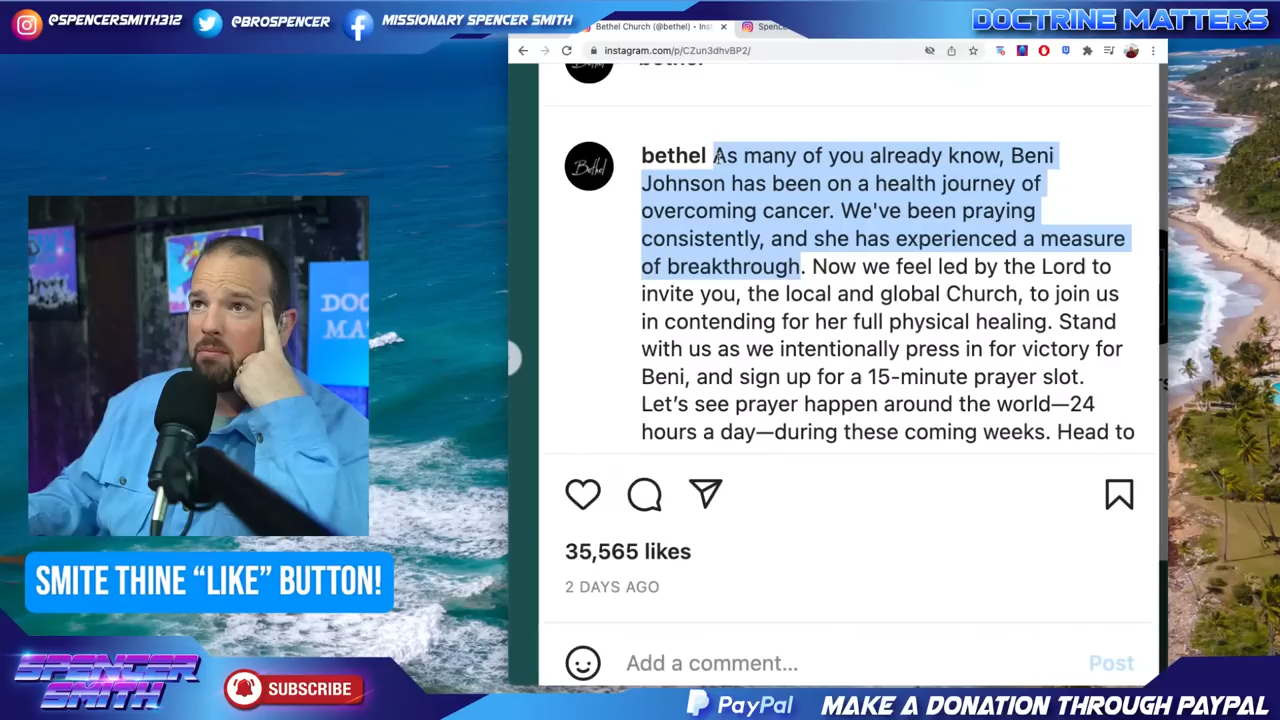 @SPENCERSMITH312
@BROSPENCER
MISSIONARY SPENCER SMITH
DOCTRINE MATTERS
Bethel Church (@bethel) • Inst
Spence
instagram.com/p/CZun3dhvBP2/
Bethel
bethel As many of you already know, Beni
Johnson has been on a health journey of
overcoming cancer. We've been praying
consistently, and she has experienced a measure
of breakthrough. Now we feel led by the Lord to
invite you, the local and global Church, to join us
in contending for her full physical healing. Stand
with us as we intentionally press in for victory for
Beni, and sign up for a 15-minute prayer slot.
Let’s see prayer happen around the world—24
hours a day—during these coming weeks. Head to
35,565 likes
2 DAYS AGO
Add a comment...
Post
DOC
MA
SMITE THINE “LIKE” BUTTON!
SPENCER
SMITH
SUBSCRIBE
PayPal
MAKE A DONATION THROUGH PAYPAL